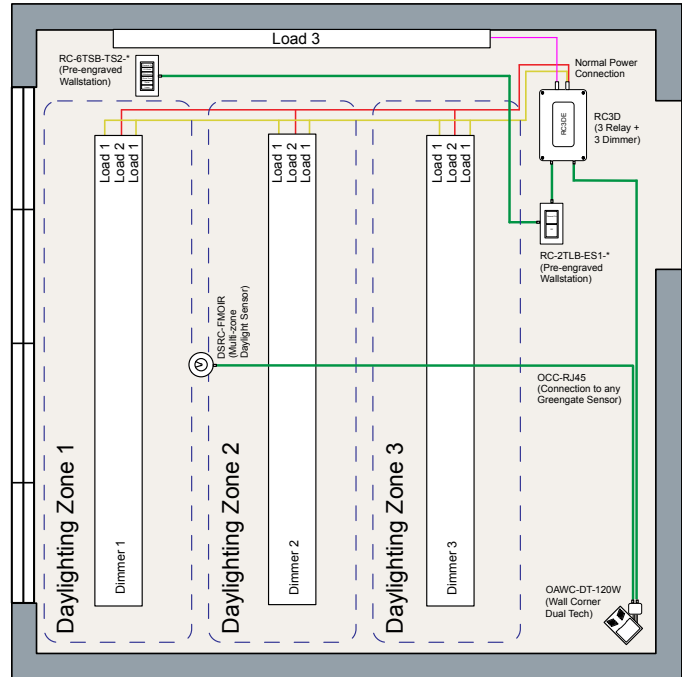 Load 3
RC-6TSB-TS2-*
(Pre-engraved
Wallstation)
Normal Power
Connection
RC3DE
RC3D
(3 Relay +
3 Dimmer)
Load 1
Load 2
Load 1
Load 1
Load 2
Load 1
Load 1
Load 2
Load 1
RC-2TLB-ES1-*
(Pre-engraved
Wallstation)
DSRC-FMOIR
(Multi-zone
Daylight Sensor)
OCC-RJ45
(Connection to any
Greengate Sensor)
Daylighting Zone 1
Dimmer 1
Daylighting Zone 2
Dimmer 2
Daylighting Zone 3
Dimmer 3
OAWC-DT-120W
(Wall Corner
Dual Tech)